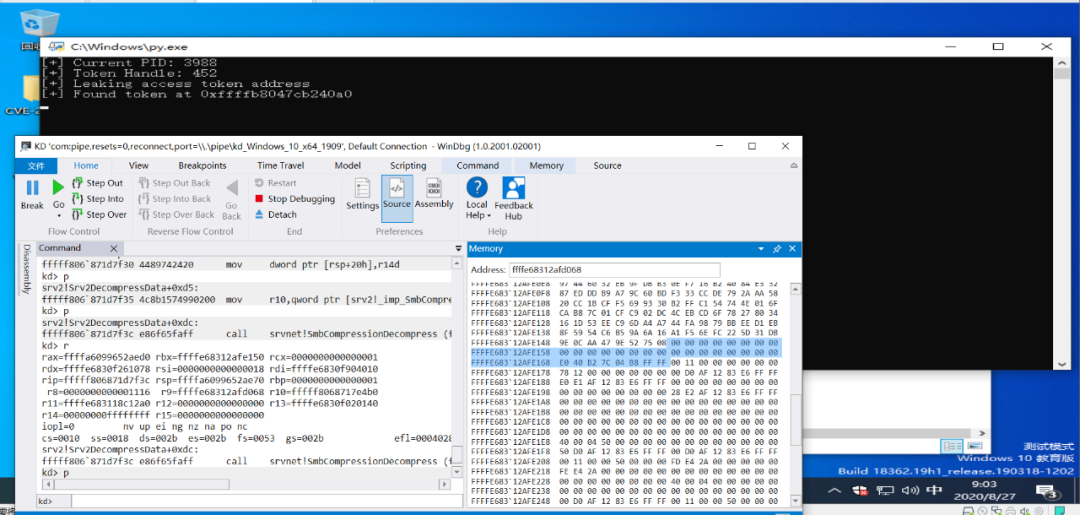 C:\Windows\py.exe
[+] Current PID: 3988
[+] Token Handle: 452
[+] Leaking access token address
[+] Found token at 0xffffb8047cb240a0
KD 'com:pipe,resets=0,reconnect,port=\\.\pipe\kd_Windows_10_x64_1909', Default Connection - WinDbg (1.0.2001.02001)
文件 Home View Breakpoints Time Travel Model Scripting Command Memory Source
Break Go
Step Out
Step Into
Step Over
Flow Control
Step Out Back
Step Into Back
Step Over Back
Go Back
Reverse Flow Control
Restart
Stop Debugging
Detach
End
Settings Source Assembly
Preferences
Local Help
Feedback Hub
Help
Disassembly
Command
fffff806`871d7f30 4489742420 mov dword ptr [rsp+20h],r14d
kd> p
srv2!Srv2DecompressData+0xd5:
fffff806`871d7f35 4c8b1574990200 mov r10,qword ptr [srv2!_imp_SmbCompre
kd> p
srv2!Srv2DecompressData+0xdc:
fffff806`871d7f3c e86f65faff call srvnet!SmbCompressionDecompress (f
kd> r
rax=ffffa6099652aed0 rbx=ffffe68312afe150 rcx=0000000000000001
rdx=ffffe6830f261078 rsi=0000000000000018 rdi=ffffe6830f904010
rip=fffff806871d7f3c rsp=ffffa6099652ae70 rbp=0000000000000001
r8=0000000000001116 r9=ffffe68312afd068 r10=fffff8068717e4b0
r11=ffffe683118c12a0 r12=0000000000000000 r13=ffffe6830f020140
r14=00000000ffffffff r15=0000000000000000
iopl=0 nv up ei ng nz na po nc
cs=0010 ss=0018 ds=002b es=002b fs=0053 gs=002b efl=0004028
srv2!Srv2DecompressData+0xdc:
fffff806`871d7f3c e86f65faff call srvnet!SmbCompressionDecompress (f
kd> p
kd>
Memory
Address: ffffe68312afd068
FFFFE683`12AFE0F8 87 ED DD B9 A7 9C 60 BD F3 33 CC DE 79 2A AA 58
FFFFE683`12AFE108 20 CC 1B CF F5 69 93 30 B2 FF C1 54 74 4E 01 6F
FFFFE683`12AFE118 CA B8 7C 01 CF C9 02 DC 4C EB CD 6F 78 27 80 34
FFFFE683`12AFE128 16 1D 53 EE C9 6D A4 A7 44 FA 98 79 BB EE D1 EB
FFFFE683`12AFE138 8F 59 54 C6 B5 9A 6A 16 A1 F5 6E FC 22 5D 31 DB
FFFFE683`12AFE148 9E 0C AA 47 9E 52 75 08 00 00 00 00 00 00 00 00
FFFFE683`12AFE158 00 00 00 00 00 00 00 00 00 00 00 00 00 00 00 00
FFFFE683`12AFE168 E0 40 B2 7C 04 B8 FF FF 00 11 00 00 00 00 00 00
FFFFE683`12AFE178 78 12 00 00 00 00 00 00 00 D0 AF 12 83 E6 FF FF
FFFFE683`12AFE188 E0 E1 AF 12 83 E6 FF FF 00 00 00 00 00 00 00 00
FFFFE683`12AFE198 00 00 00 00 00 00 00 00 28 E2 AF 12 83 E6 FF FF
FFFFE683`12AFE1A8 00 00 00 00 00 00 00 00 00 00 00 00 00 00 00 00
FFFFE683`12AFE1B8 00 00 00 00 00 00 00 00 00 00 00 00 00 00 00 00
FFFFE683`12AFE1C8 00 00 00 00 00 00 00 00 00 00 00 00 00 00 00 00
FFFFE683`12AFE1D8 00 00 00 00 00 00 00 00 00 00 00 00 00 00 00 00
FFFFE683`12AFE1E8 40 00 04 50 00 00 00 00 00 00 00 00 00 00 00 00
FFFFE683`12AFE1F8 50 D0 AF 12 83 E6 FF FF 00 D0 AF 12 83 E6 FF FF
FFFFE683`12AFE208 00 11 00 00 50 00 00 00 FD E4 2A 00 00 00 00 00
FFFFE683`12AFE218 FE E4 2A 00 00 00 00 00 00 00 00 00 00 00 00 00
FFFFE683`12AFE228 00 00 00 00 00 00 00 00 40 00 04 00 00 00 00 00
FFFFE683`12AFE238 00 00 00 00 00 00 00 00 00 00 00 00 00 00 00 00
FFFFE683`12AFE248 00 D0 AF 12 83 E6 FF FF 00 11 00 00 50 00 00 00
测试模式
Windows 10 教育版
Build 18362.19h1_release.190318-1202
中
9:03
2020/8/27
3